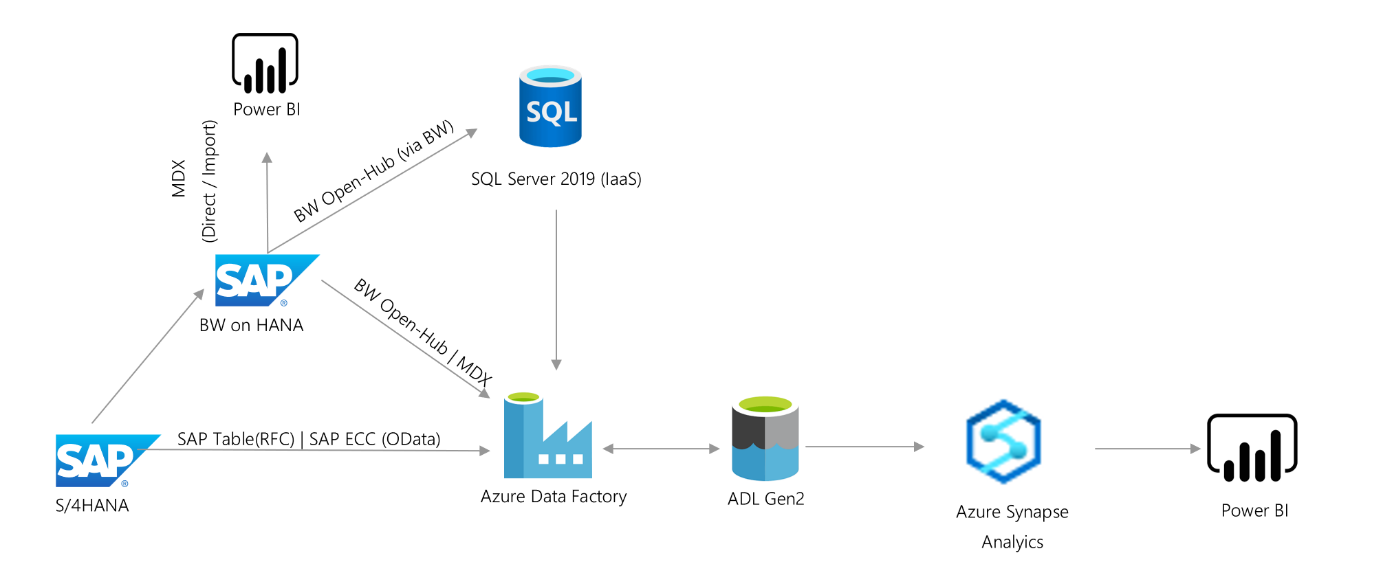 Power BI
MDX
(Direct / Import)
BW Open-Hub (via BW)
SQL
SQL Server 2019 (IaaS)
SAP®
BW on HANA
BW Open-Hub | MDX
SAP®
S/4HANA
SAP Table(RFC) | SAP ECC (OData)
Azure Data Factory
ADL Gen2
Azure Synapse
Analyics
Power BI